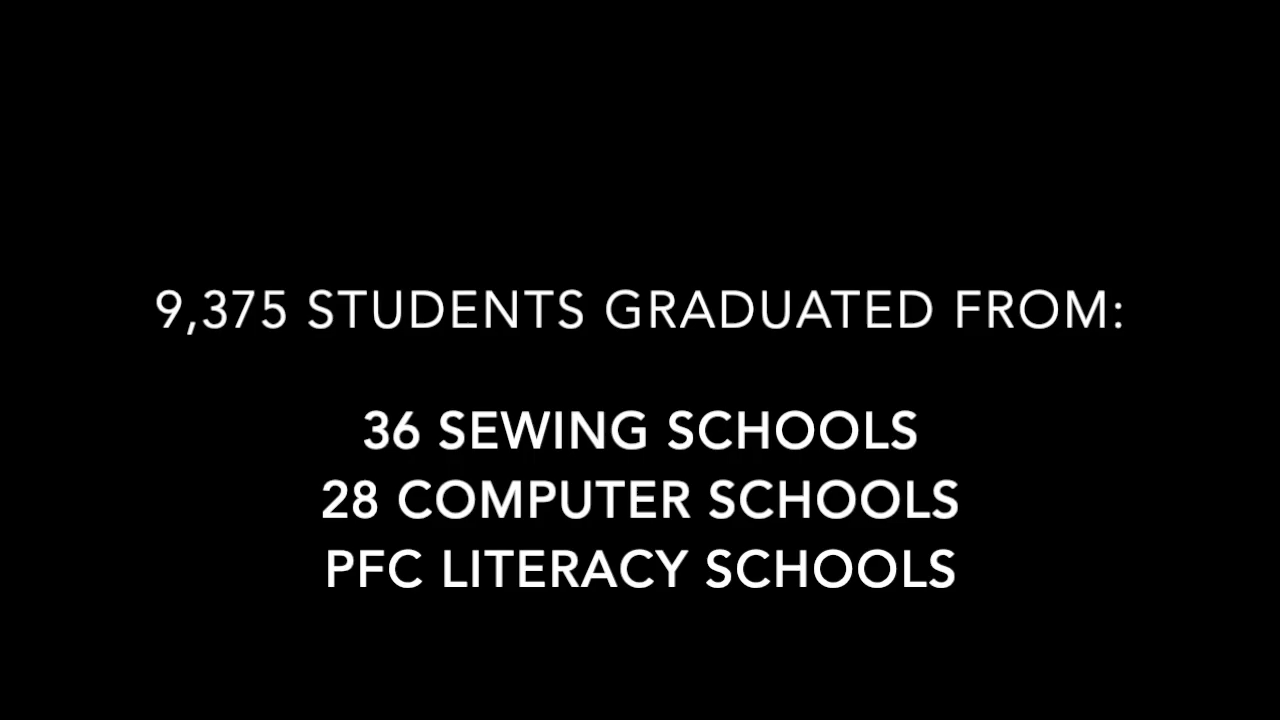 9,375 STUDENTS GRADUATED FROM:
36 SEWING SCHOOLS
28 COMPUTER SCHOOLS
PFC LITERACY SCHOOLS